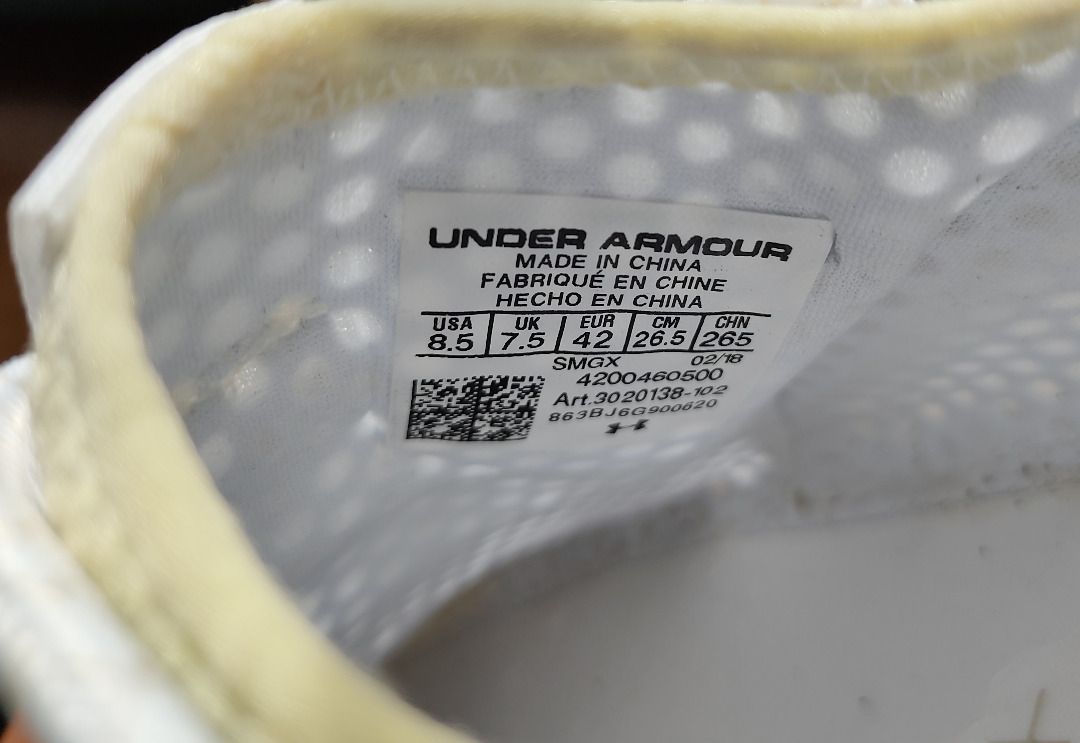 UNDER ARMOUR
MADE IN CHINA
FABRIQUÉ EN CHINE
HECHO EN CHINA
USA UK EUR CM CHN
8.5 7.5 42 26.5 265
SMGX 02/18
4200460500
Art.3020138-102
863BJ6G900620